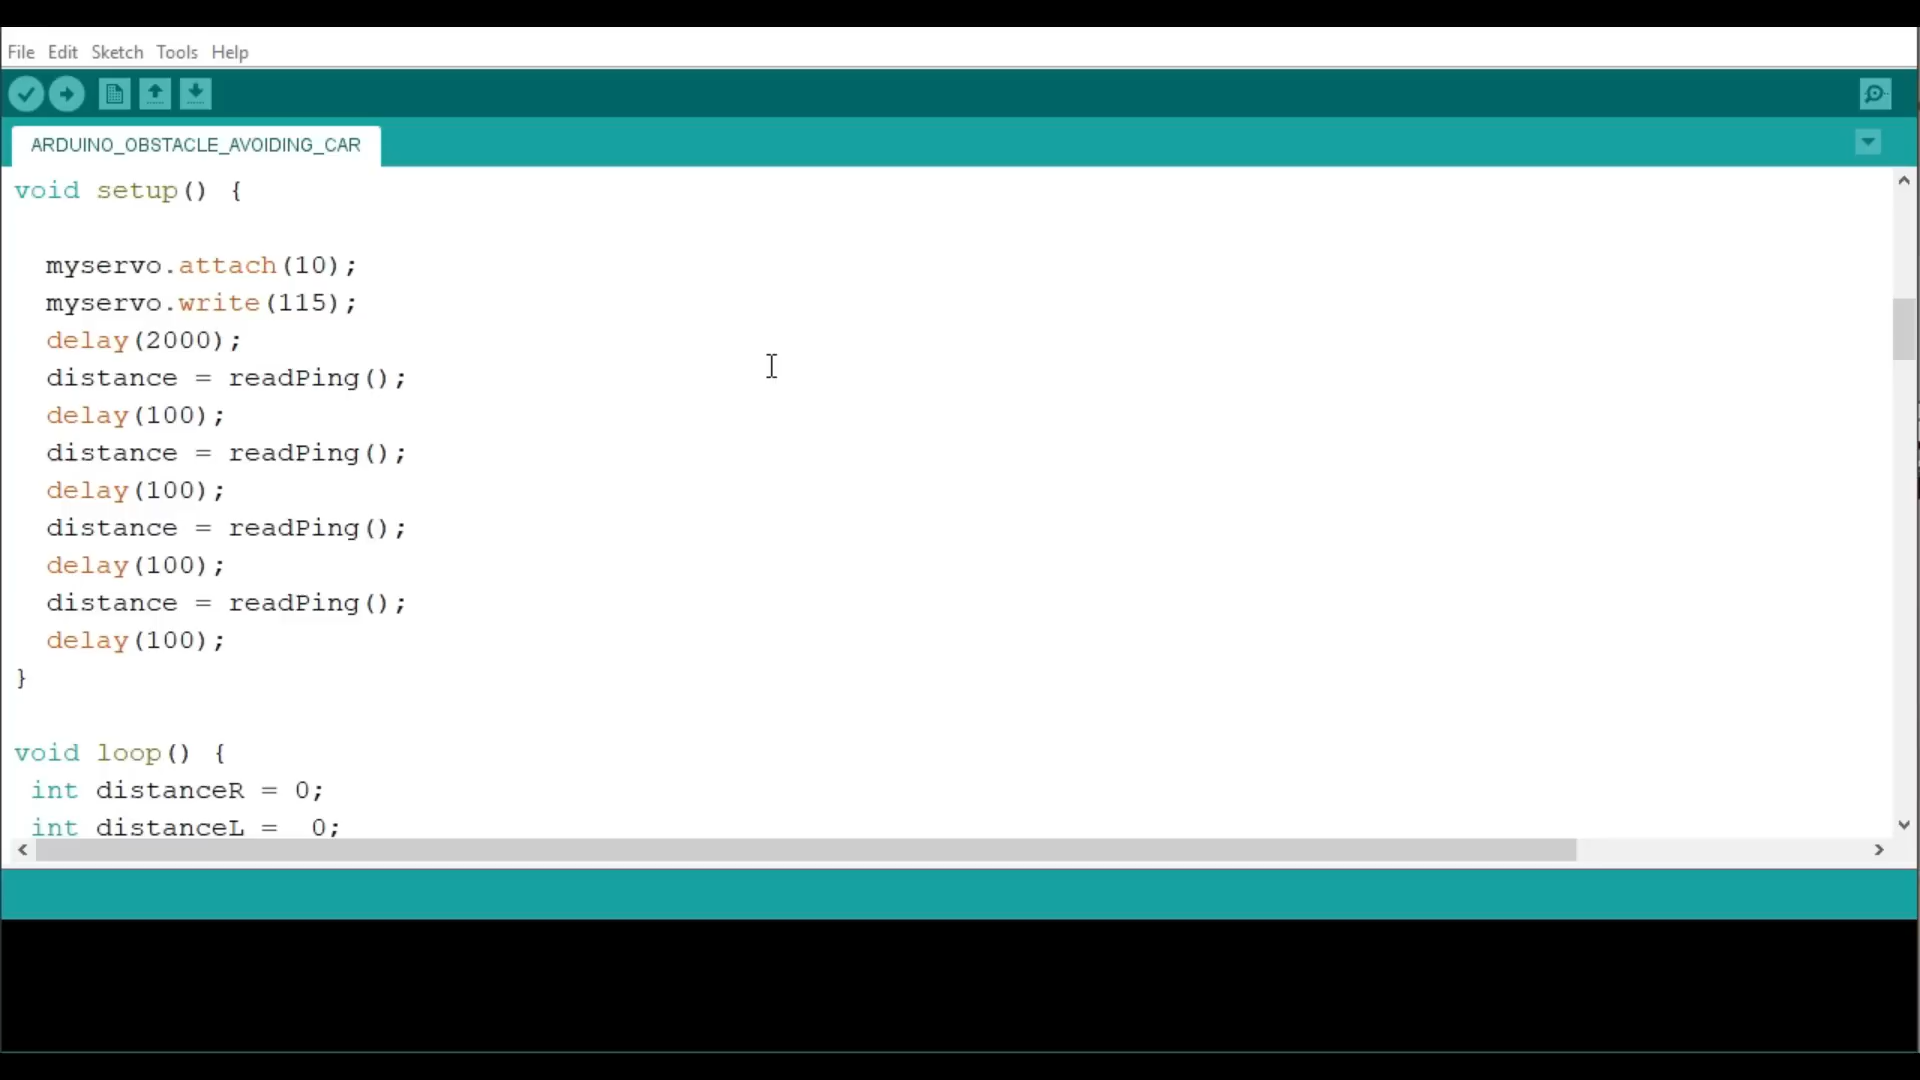 File Edit Sketch Tools Help
ARDUINO_OBSTACLE_AVOIDING_CAR
void setup() {
myservo.attach(10);
myservo.write(115);
delay(2000);
distance = readPing();
delay(100);
distance = readPing();
delay(100);
distance = readPing();
delay(100);
distance = readPing();
delay(100);
}
void loop() {
int distanceR = 0;
int distanceL =  0;